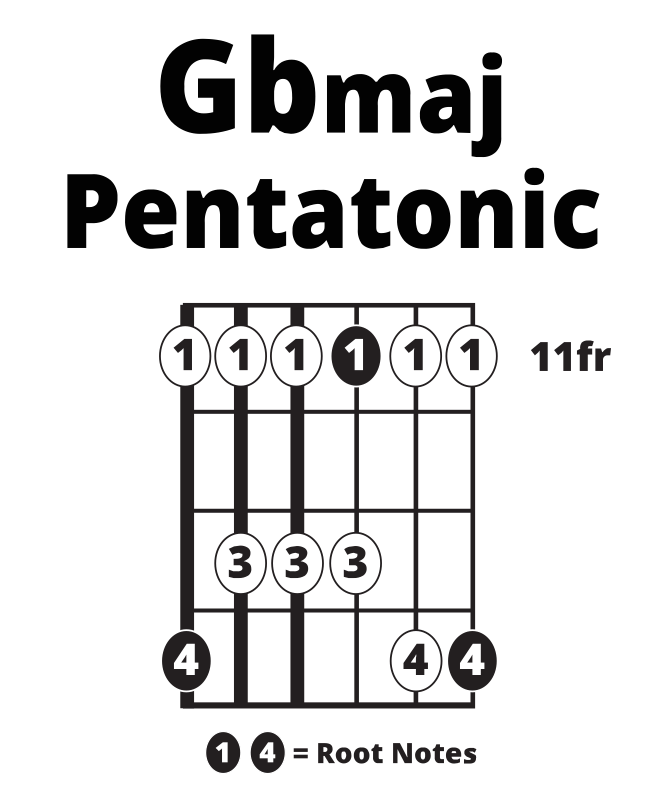 Gbmaj
Pentatonic
1 1 1 1 1 1 11fr
3 3 3
4 4 4
1 4 = Root Notes